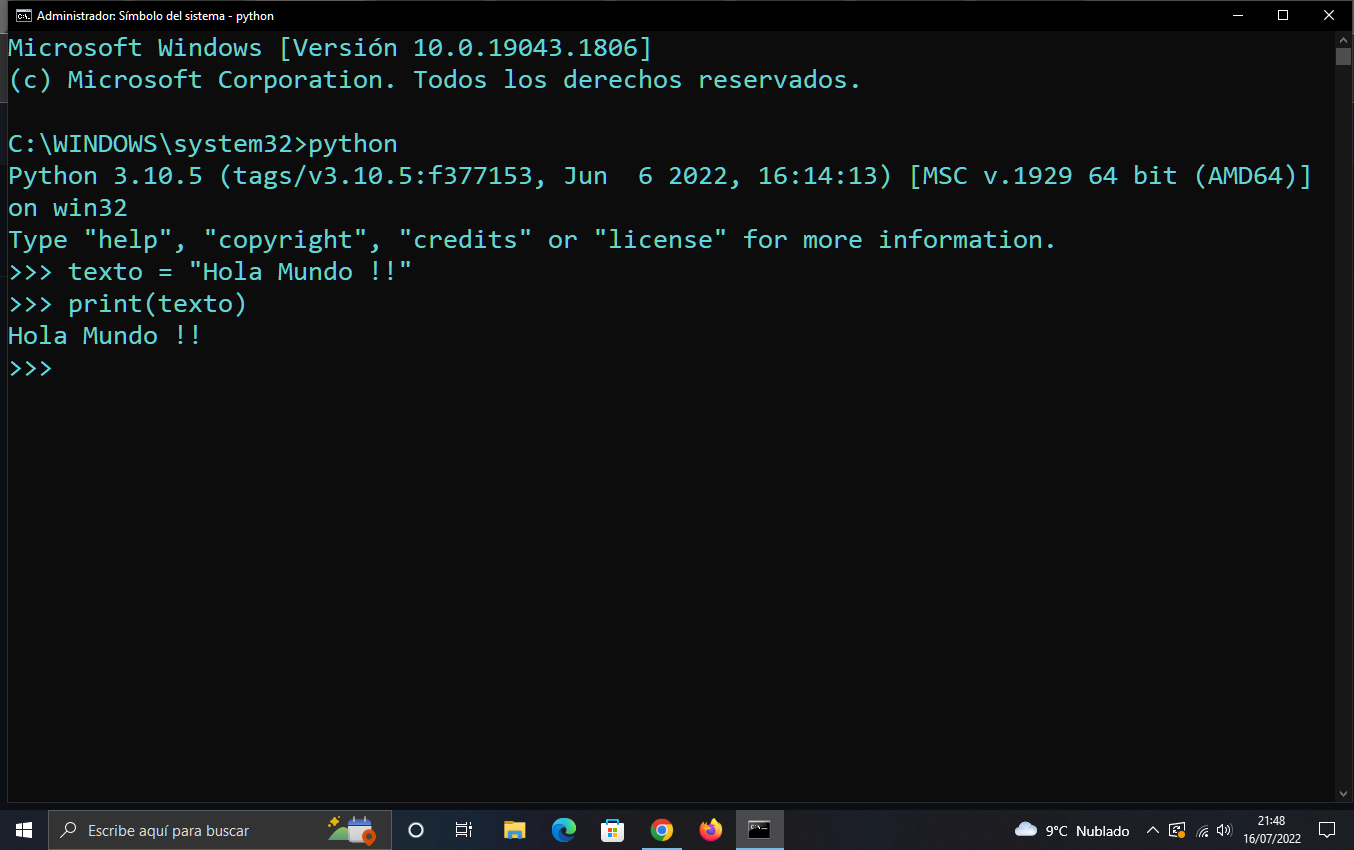 Administrador: Símbolo del sistema - python
Microsoft Windows [Versión 10.0.19043.1806]
(c) Microsoft Corporation. Todos los derechos reservados.
C:\WINDOWS\system32>python
Python 3.10.5 (tags/v3.10.5:f377153, Jun  6 2022, 16:14:13) [MSC v.1929 64 bit (AMD64)]
on win32
Type "help", "copyright", "credits" or "license" for more information.
>>> texto = "Hola Mundo !!"
>>> print(texto)
Hola Mundo !!
>>>
Escribe aquí para buscar
9°C Nublado
21:48
16/07/2022